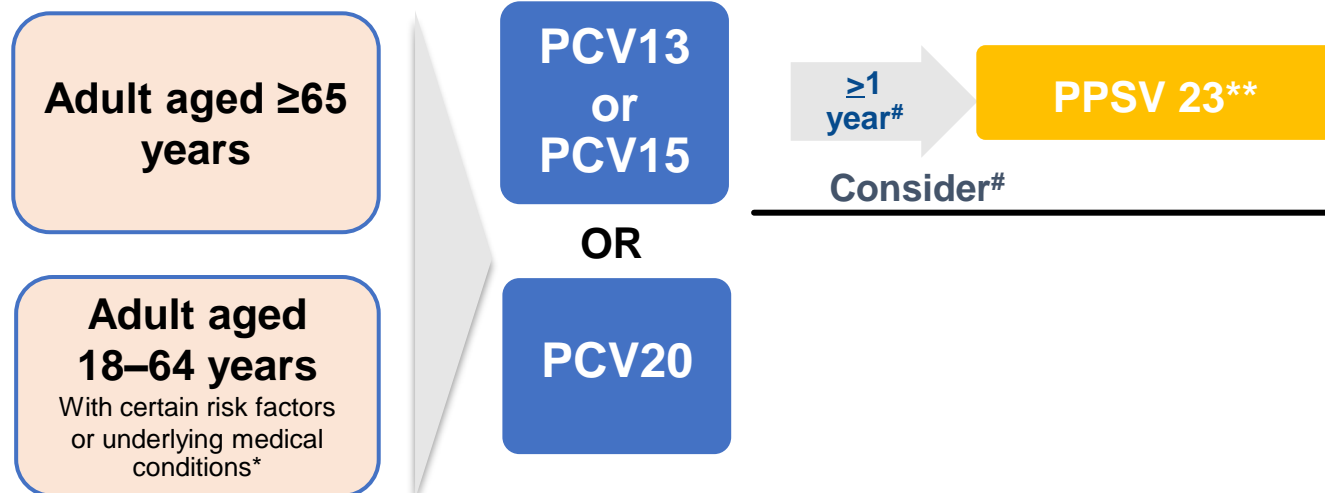 Adult aged ≥65
years
Adult aged
18–64 years
With certain risk factors
or underlying medical
conditions*
PCV13
or
PCV15
OR
PCV20
≥1
year#
Consider#
PPSV 23**